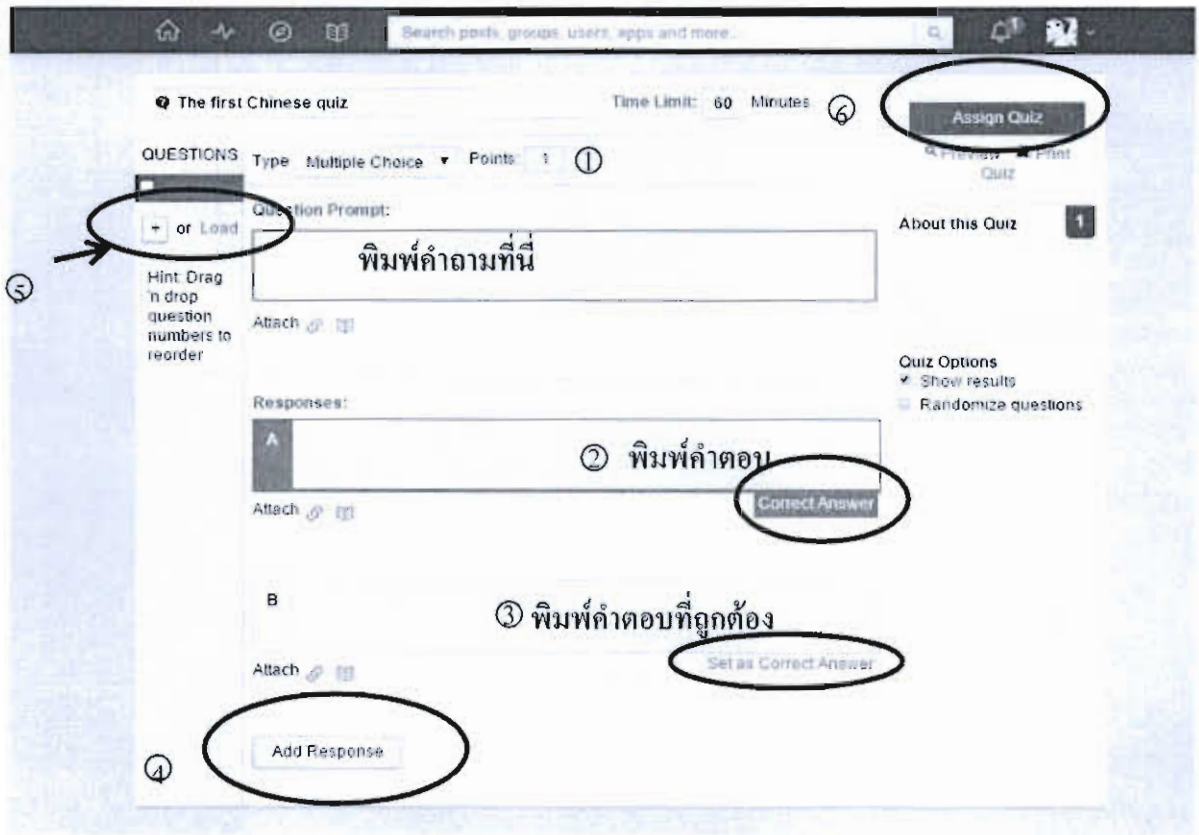 Search posts, groups, users, apps and more...
1
The first Chinese quiz
Time Limit: 60 Minutes
⑥
Assign Quiz
QUESTIONS
Type Multiple Choice ▼ Points: 1 ①
Preview Print
Quiz
+ or Load
Question Prompt:
About this Quiz 1
พิมพ์คำถามที่นี่
⑤
Hint: Drag
'n drop
question
numbers to
reorder
Attach
Quiz Options
Show results
Randomize questions
Responses:
A
② พิมพ์คำตอบ
Correct Answer
Attach
B
③ พิมพ์คำตอบที่ถูกต้อง
Set as Correct Answer
Attach
④
Add Response